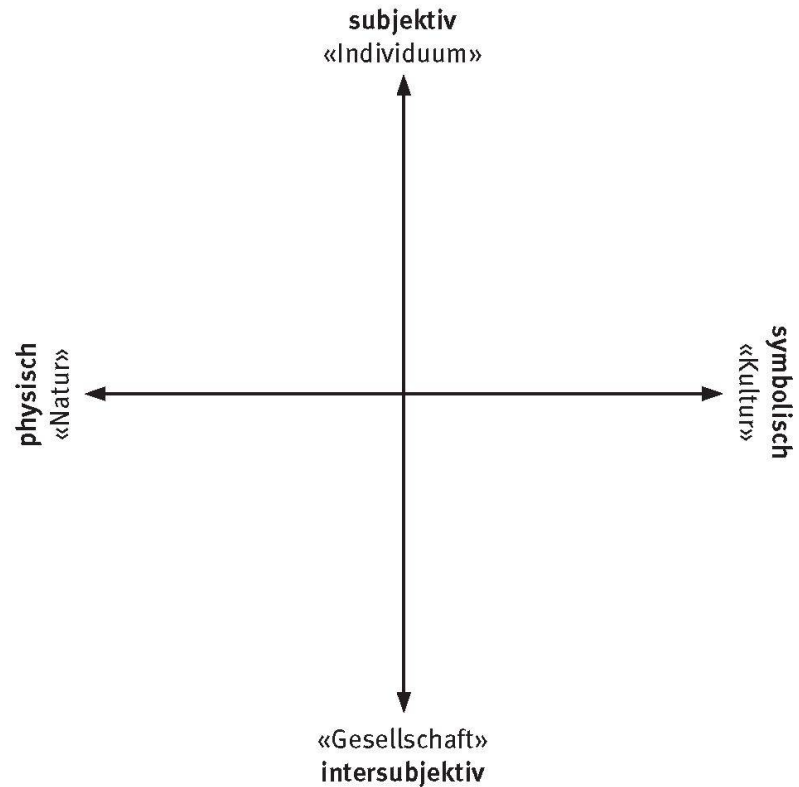 subjektiv
«Individuum»
physisch
«Natur»
symbolisch
«Kultur»
«Gesellschaft»
intersubjektiv